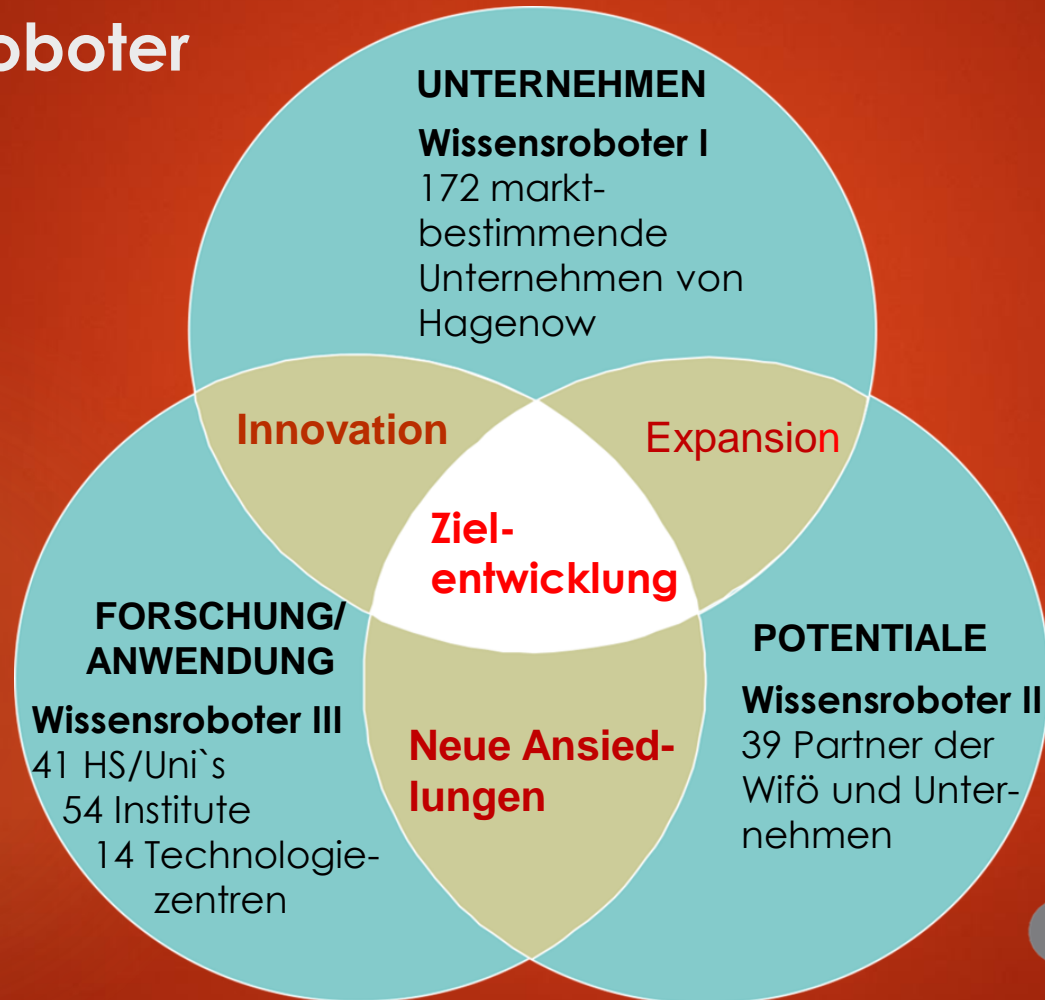 oboter
UNTERNEHMEN
Wissensroboter I
172 markt-
bestimmende
Unternehmen von
Hagenow
Innovation
Expansion
Ziel-
entwicklung
FORSCHUNG/
ANWENDUNG
Wissensroboter III
41 HS/Uni`s
54 Institute
14 Technologie-
zentren
Neue Ansied-
lungen
POTENTIALE
Wissensroboter II
39 Partner der
Wifö und Unter-
nehmen